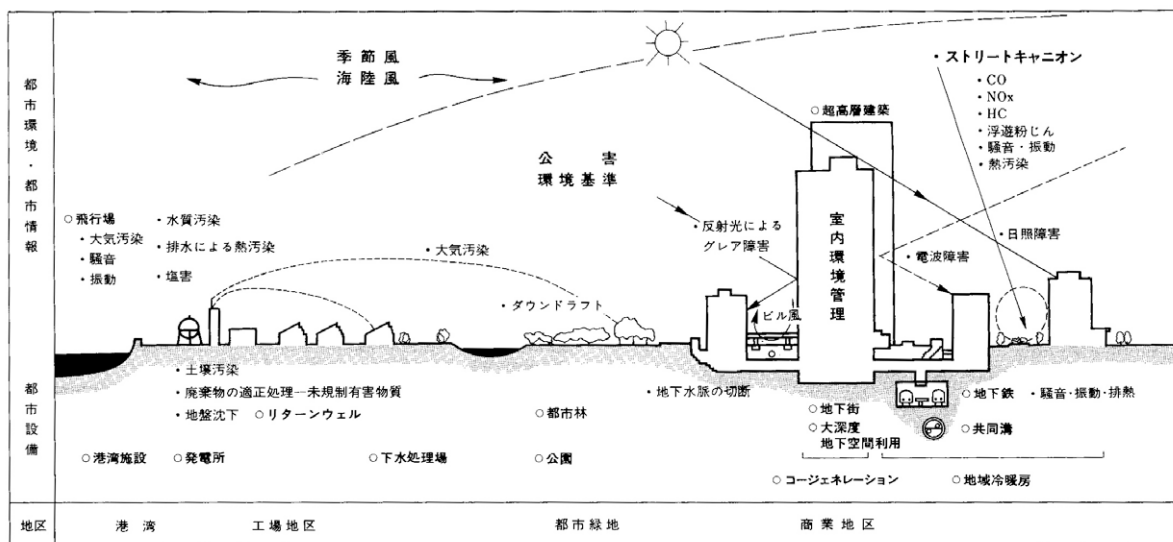 都市環境・都市情報
季節風
海陸風
・ストリートキャニオン
・CO
・NOx
・HC
・浮遊粉じん
・騒音・振動
・熱汚染
○超高層建築
公害
環境基準
○飛行場
・大気汚染
・騒音
・振動
・水質汚染
・排水による熱汚染
・塩害
・大気汚染
・ダウンドラフト
・反射光による
グレア障害
室内環境管理
ビル風
・電波障害
・日照障害
都市設備
・土壌汚染
・廃棄物の適正処理—未規制有害物質
・地盤沈下
○リターンウェル
○港湾施設
○発電所
○下水処理場
○都市林
○公園
・地下水脈の切断
○地下街
○大深度
地下空間利用
○地下鉄
・騒音・振動・排熱
○共同溝
○コージェネレーション
○地域冷暖房
地区
港湾
工場地区
都市緑地
商業地区